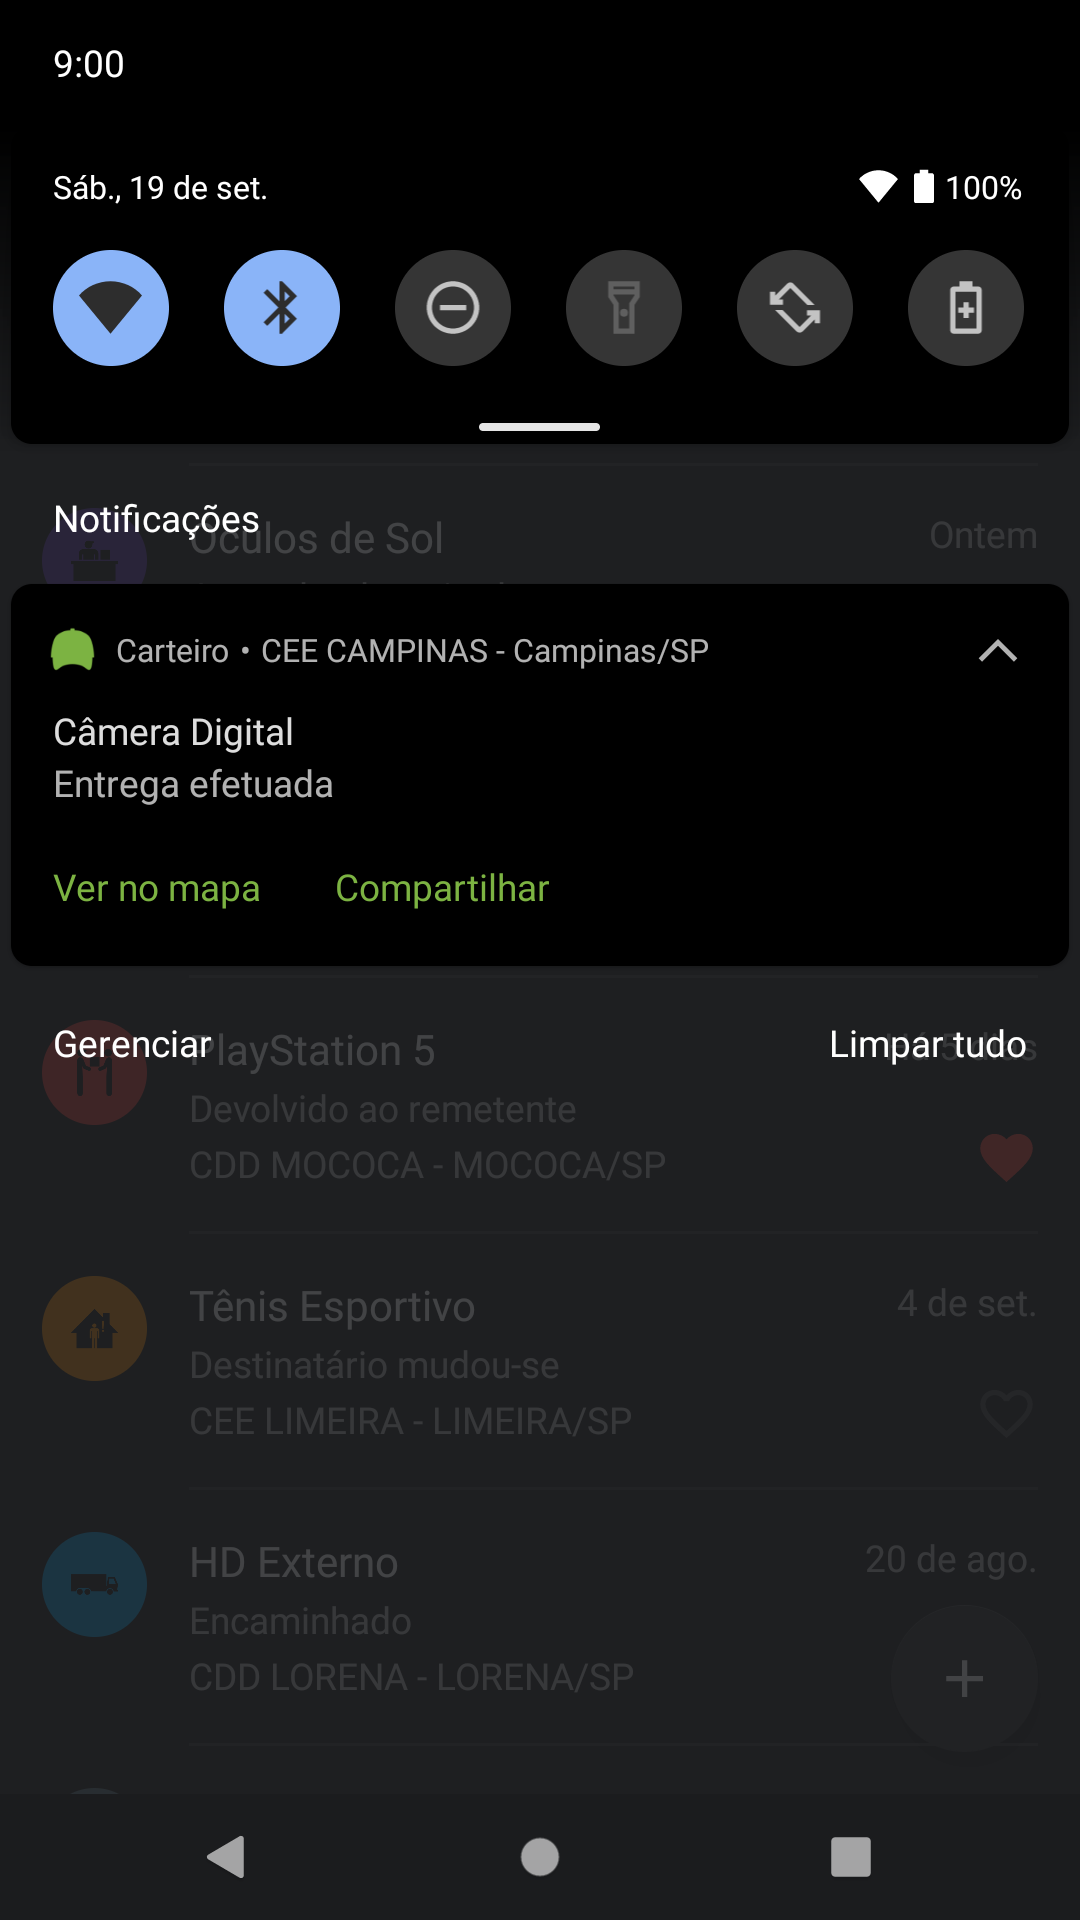 9:00
Sáb., 19 de set.
100%
Notificações
Óculos de Sol
Ontem
Carteiro • CEE CAMPINAS - Campinas/SP
Câmera Digital
Entrega efetuada
Ver no mapa
Compartilhar
Gerenciar
Limpar tudo
PlayStation 5
Há 5 dias
Devolvido ao remetente
CDD MOCOCA - MOCOCA/SP
Tênis Esportivo
4 de set.
Destinatário mudou-se
CEE LIMEIRA - LIMEIRA/SP
HD Externo
20 de ago.
Encaminhado
CDD LORENA - LORENA/SP